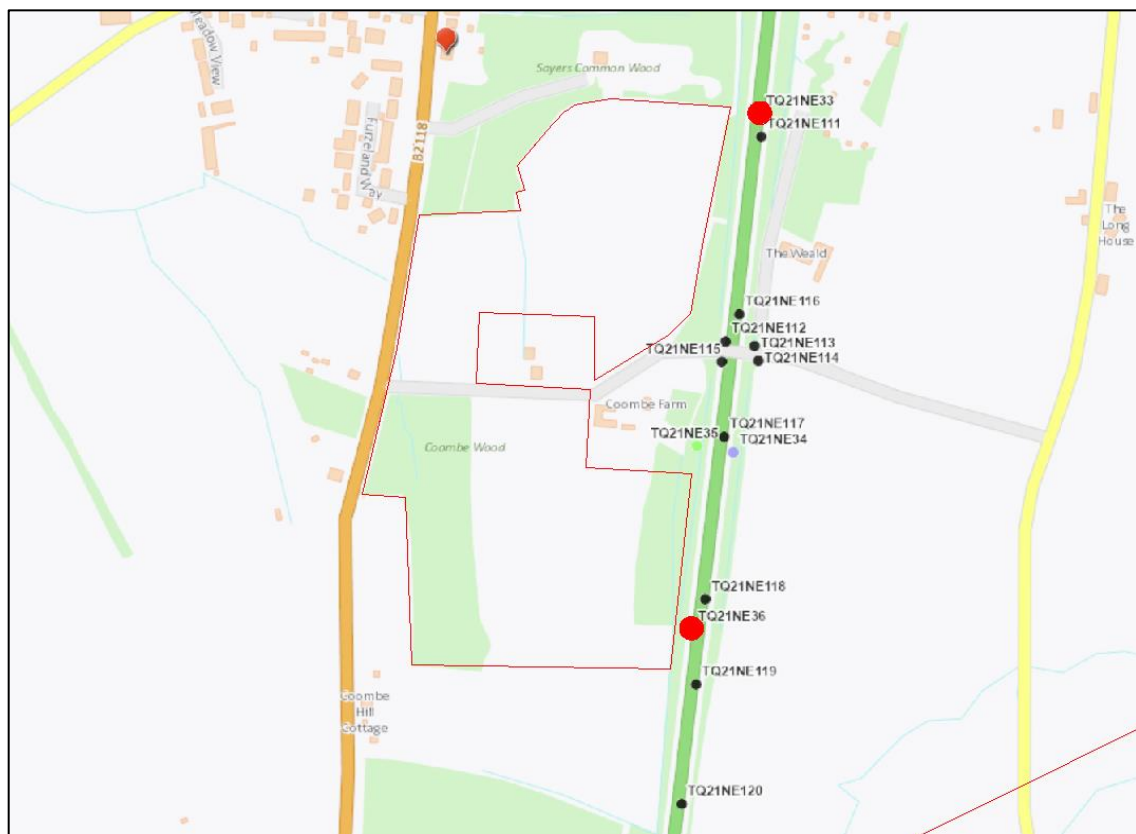 Meadow View
Sayers Common Wood
TQ21NE33
TQ21NE111
B2118
Furzeland Way
The
Long
House
The Weald
TQ21NE116
TQ21NE112
TQ21NE113
TQ21NE115
TQ21NE114
Coombe Farm
TQ21NE117
TQ21NE35
TQ21NE34
Coombe Wood
TQ21NE118
TQ21NE36
TQ21NE119
Coombe
Hill
Cottage
TQ21NE120